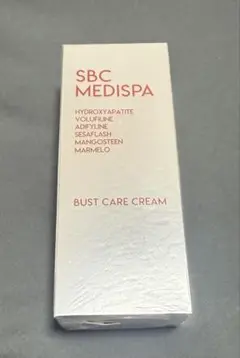 SBC
MEDISPA
HYDROXYAPATITE
VOLUFILINE
ADIFYLINE
SESAFLASH
MANGOSTEEN
MARMELO
BUST CARE CREAM